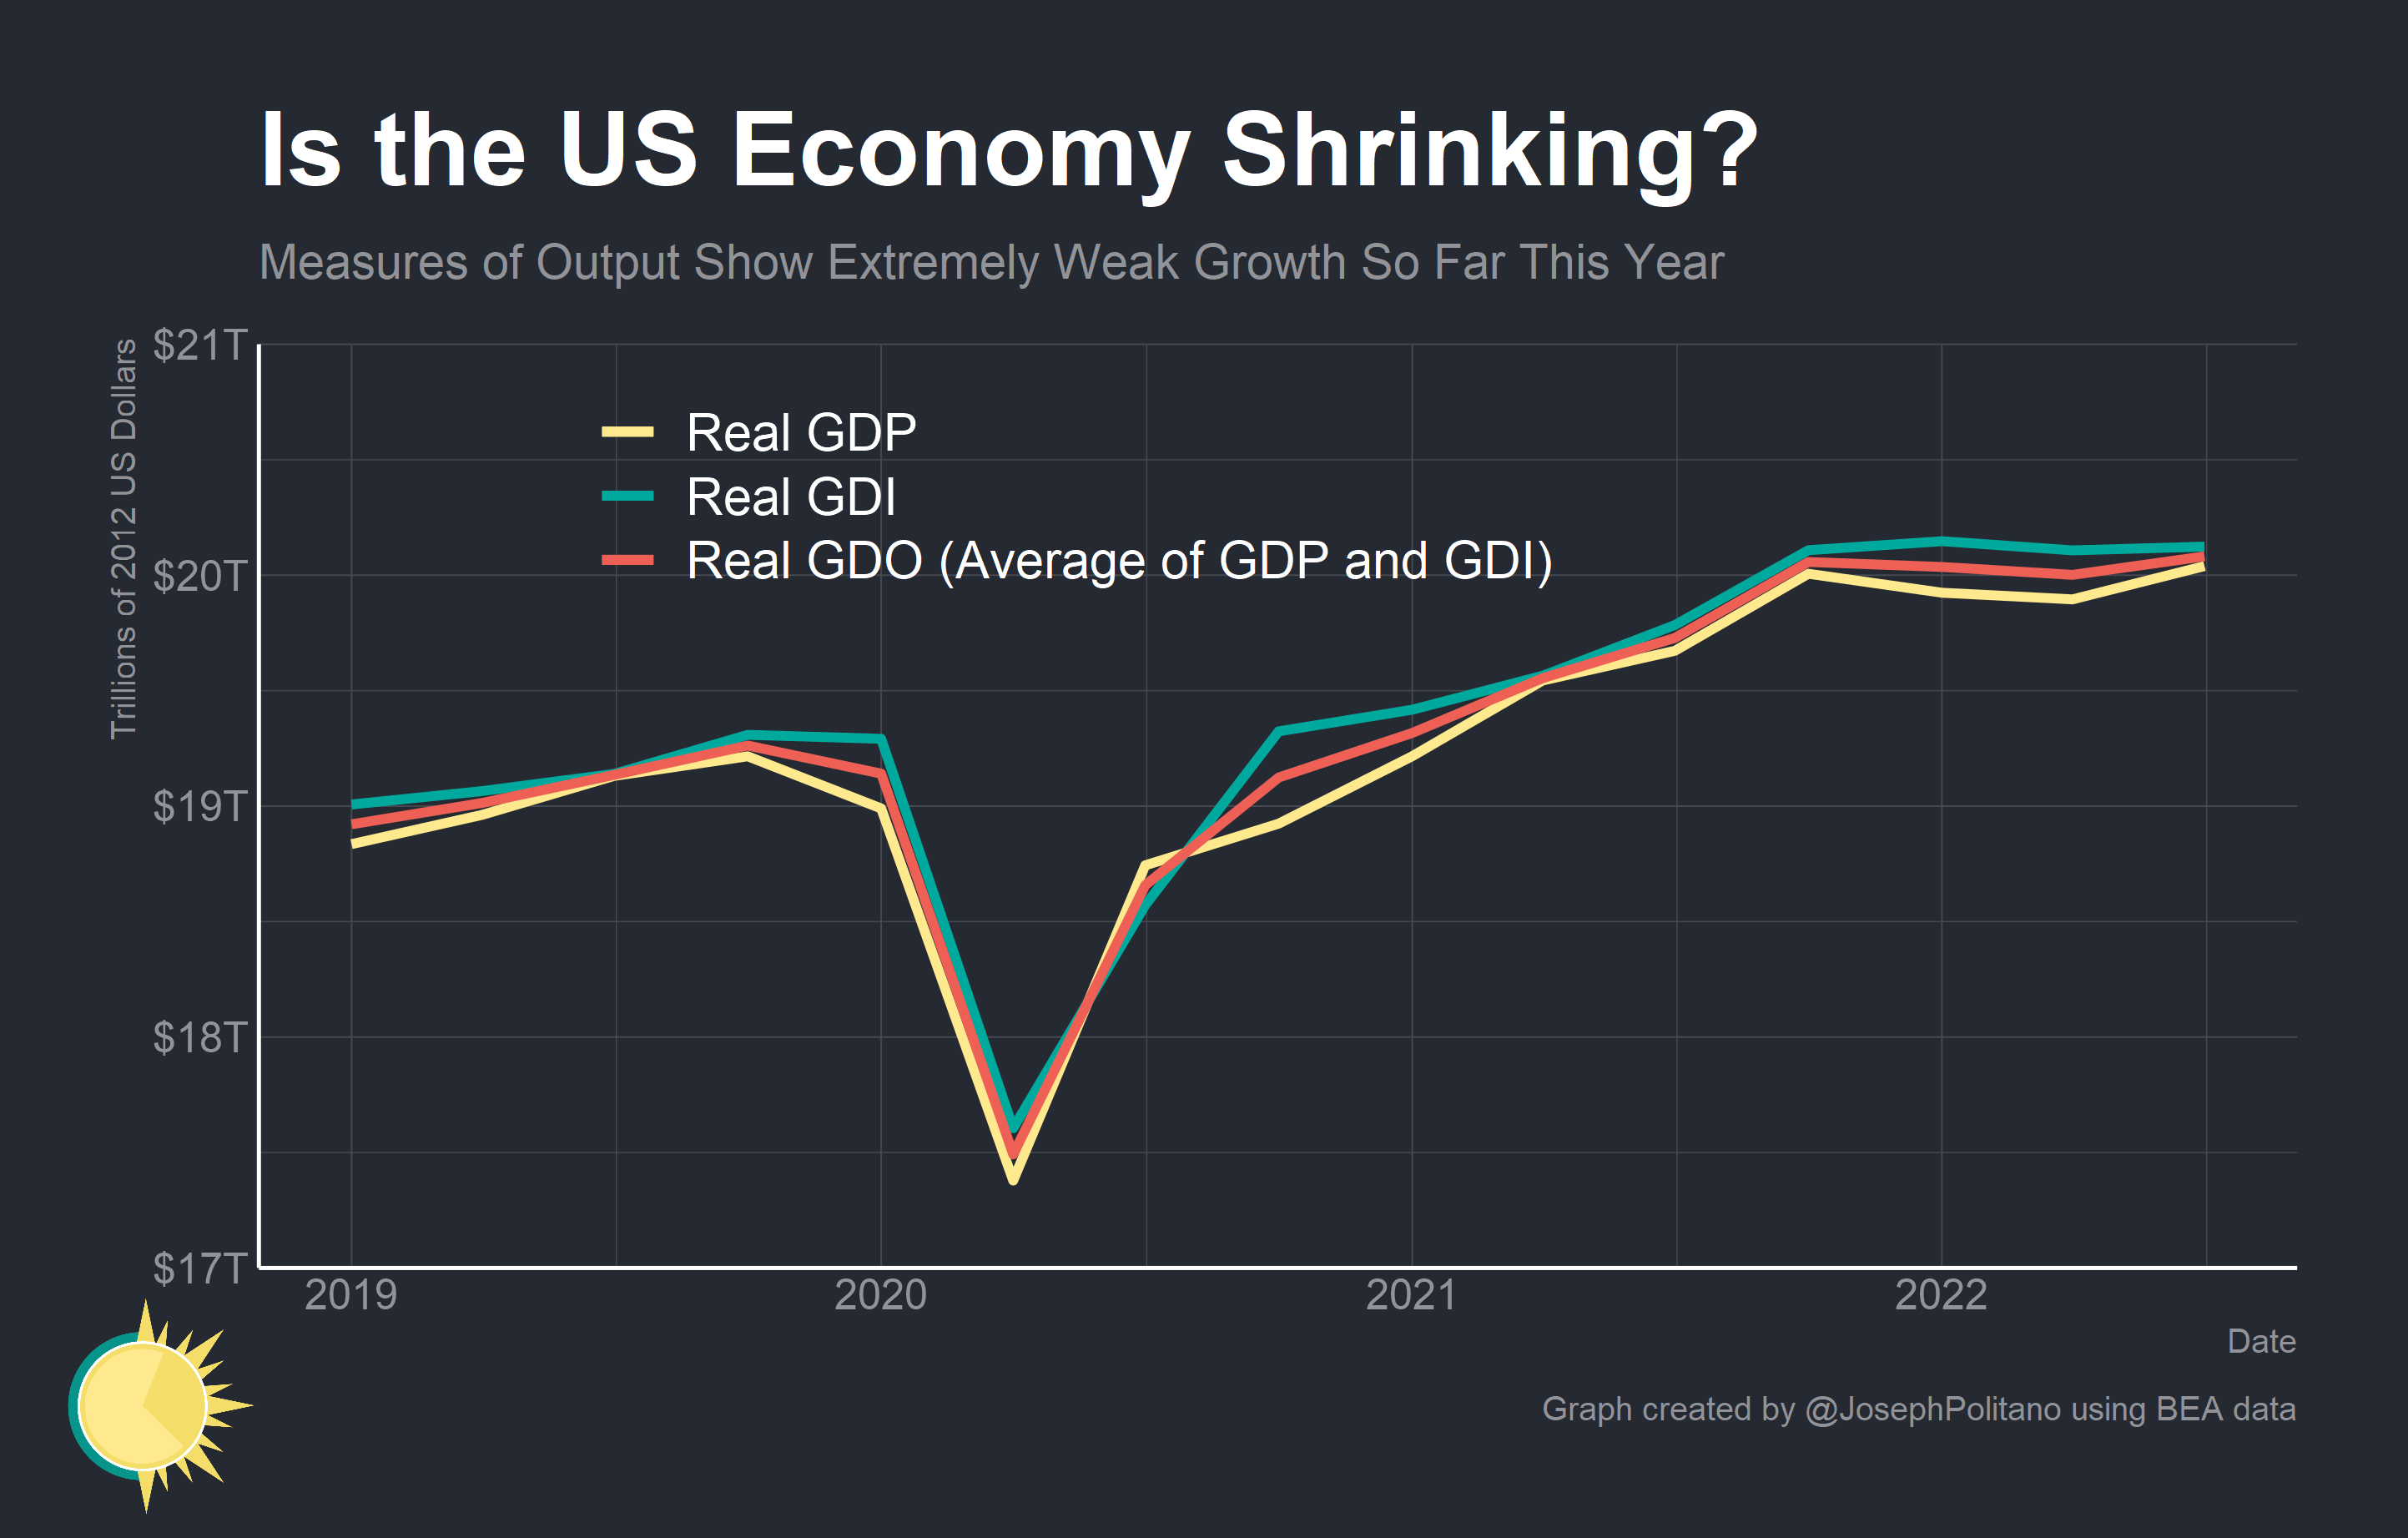 Is the US Economy Shrinking?
Measures of Output Show Extremely Weak Growth So Far This Year
Trillions of 2012 US Dollars
$21T
$20T
$19T
$18T
$17T
Real GDP
Real GDI
Real GDO (Average of GDP and GDI)
2019
2020
2021
2022
Date
Graph created by @JosephPolitano using BEA data